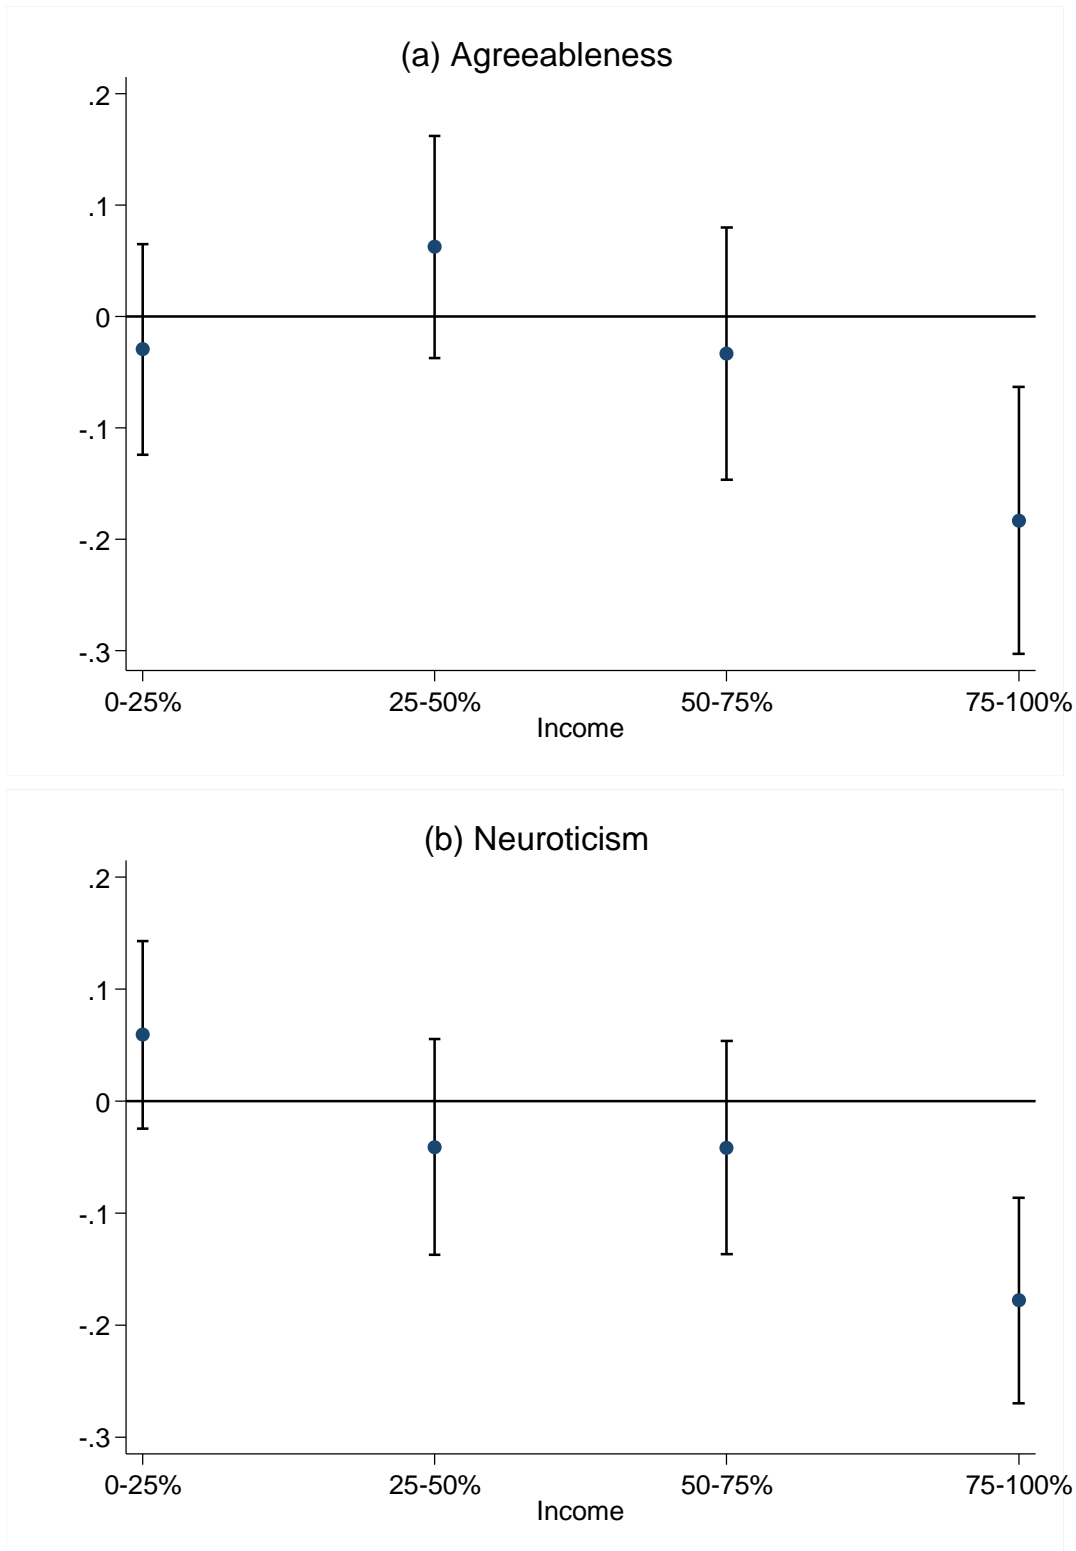 (a) Agreeableness
.2
.1
0
-.1
-.2
-.3
0-25% 25-50% 50-75% 75-100%
Income
(b) Neuroticism
.2
.1
0
-.1
-.2
-.3
0-25% 25-50% 50-75% 75-100%
Income